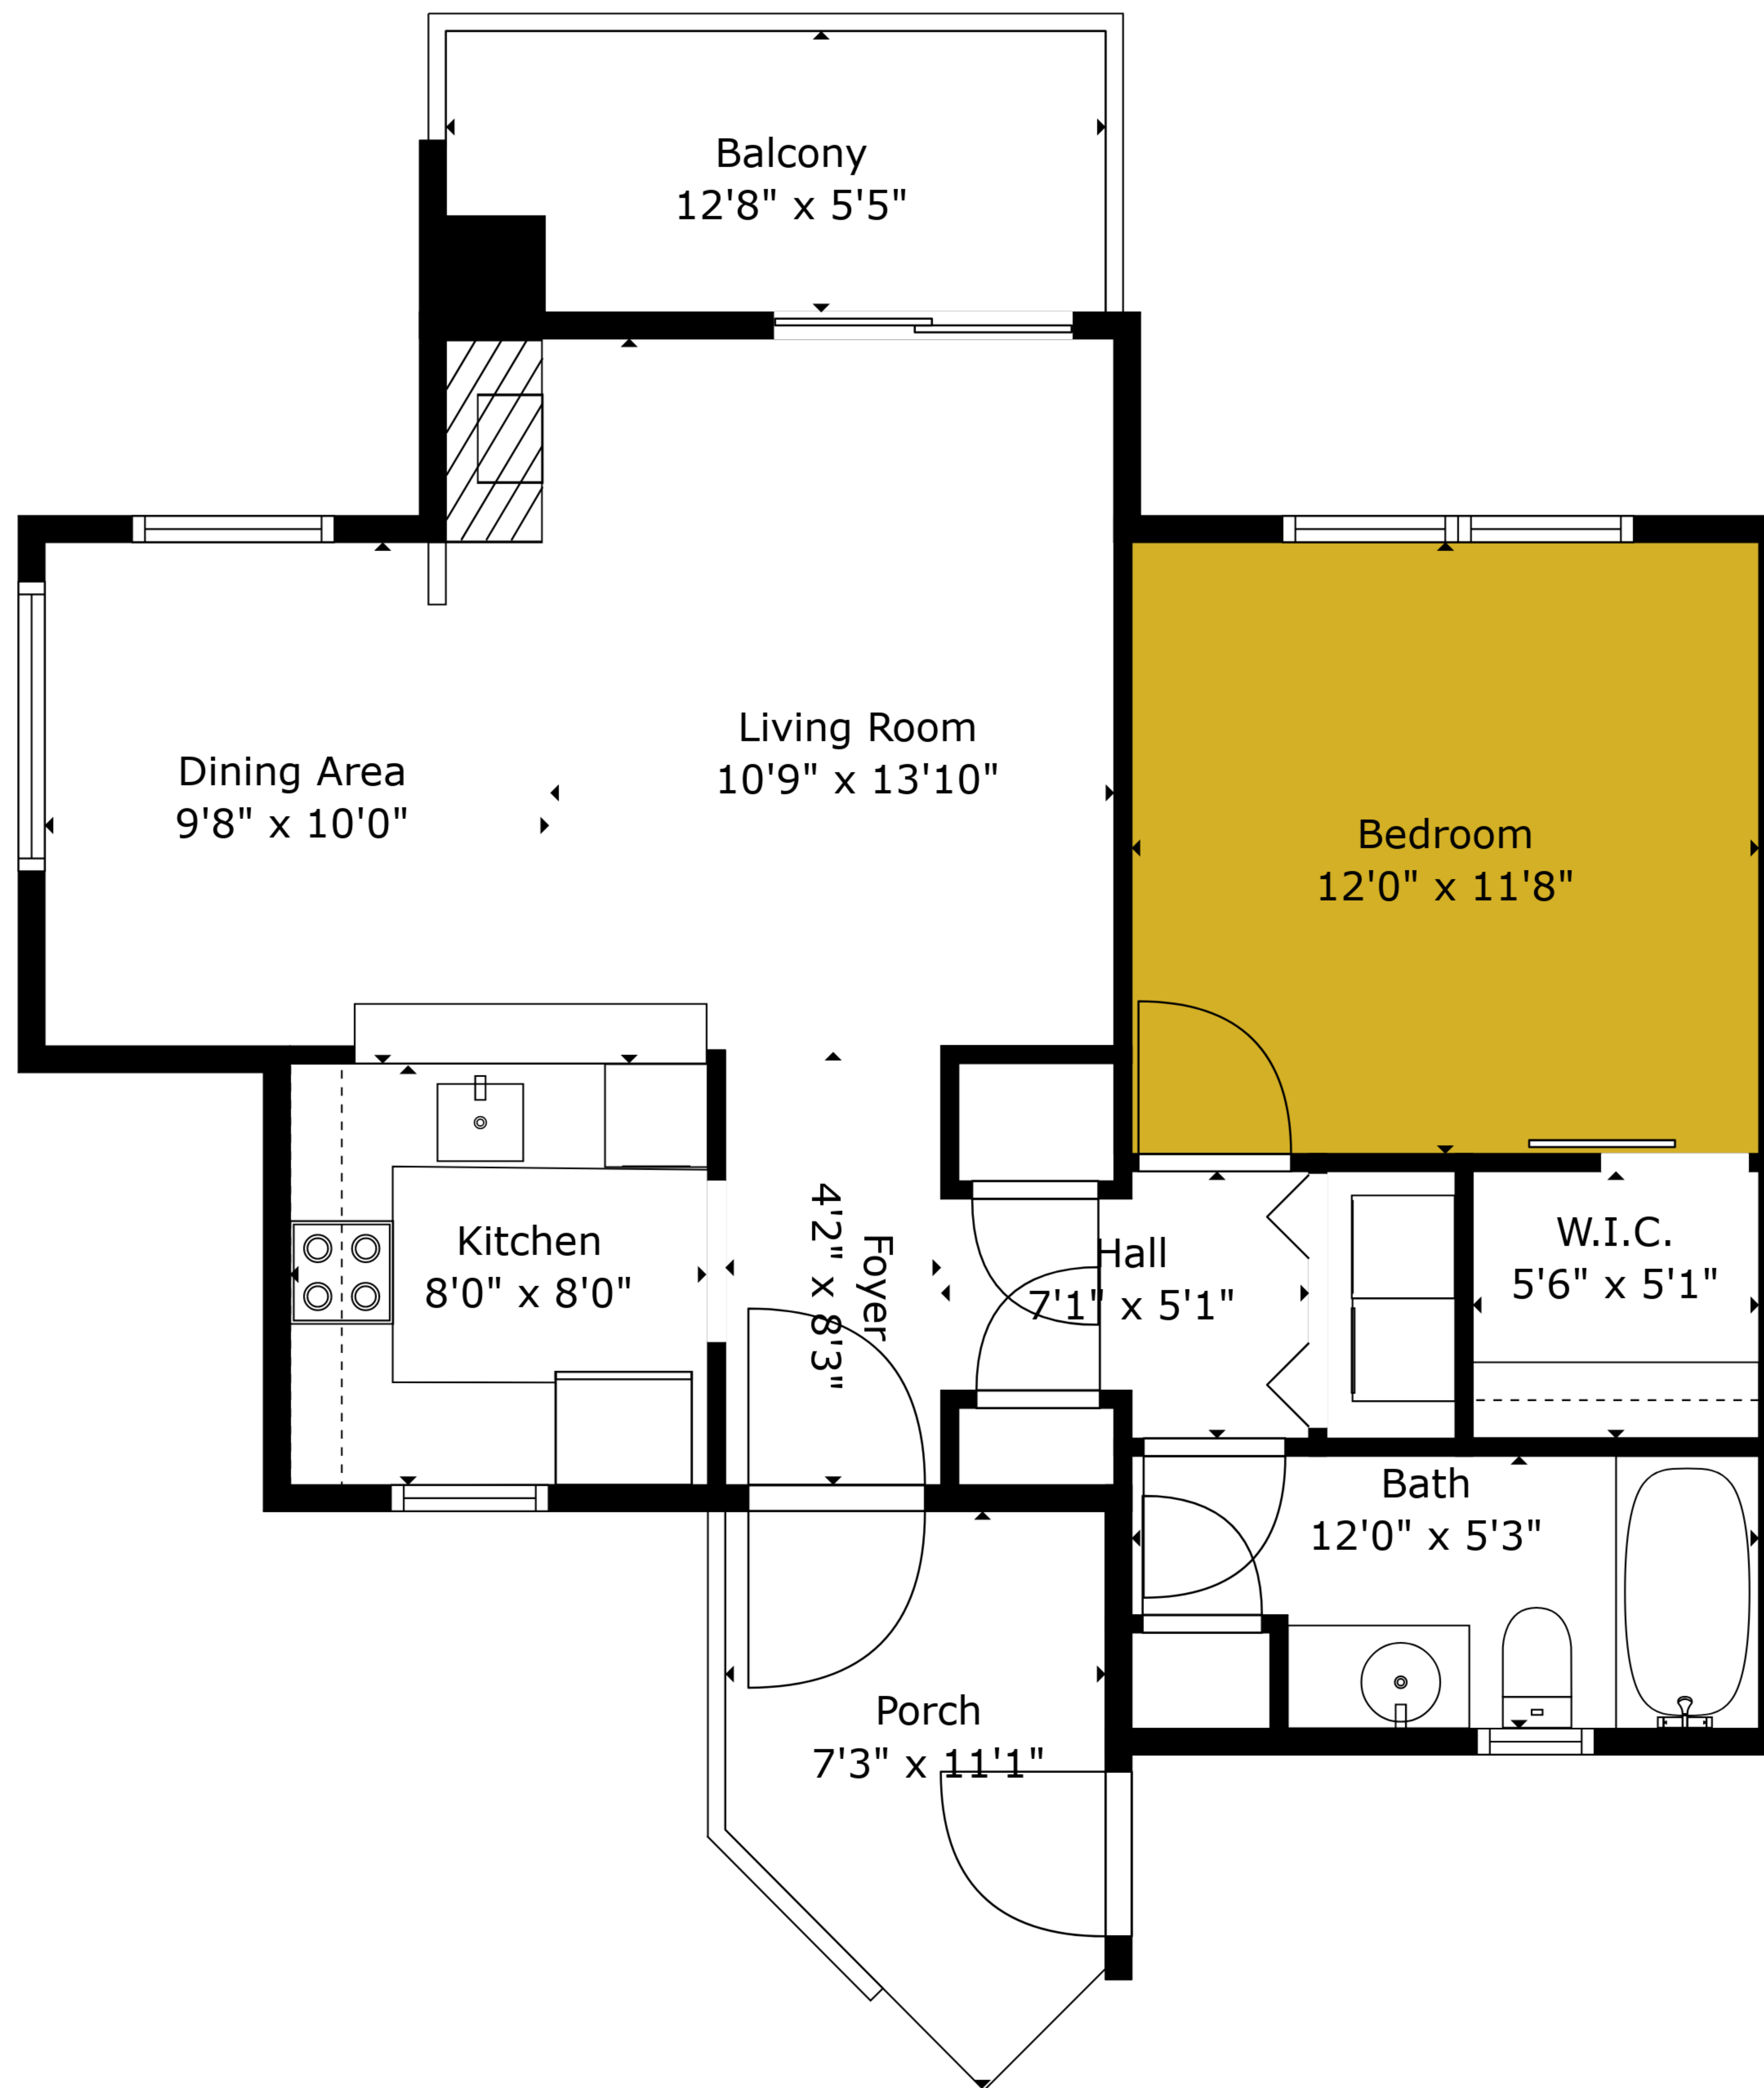 Balcony
12'8" x 5'5"
Living Room
10'9" x 13'10"
Dining Area
9'8" x 10'0"
Bedroom
12'0" x 11'8"
Kitchen
8'0" x 8'0"
Foyer
4'2" x 8'3"
Hall
7'1" x 5'1"
W.I.C.
5'6" x 5'1"
Bath
12'0" x 5'3"
Porch
7'3" x 11'1"